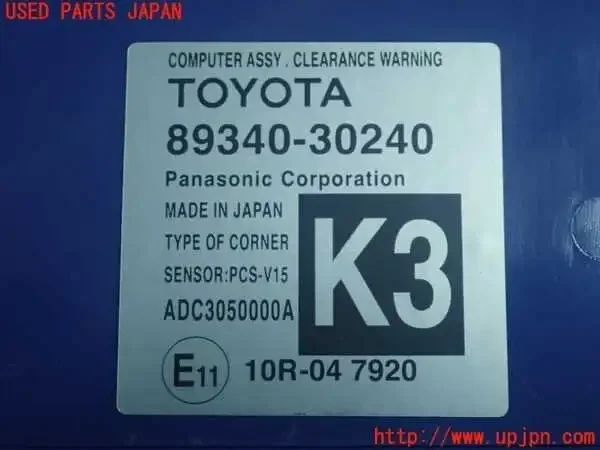 USED PARTS JAPAN
COMPUTER ASSY . CLEARANCE WARNING
TOYOTA
89340-30240
Panasonic Corporation
MADE IN JAPAN
TYPE OF CORNER
SENSOR:PCS-V15
ADC3050000A
K3
E11 10R-04 7920
http://www.upjpn.com/